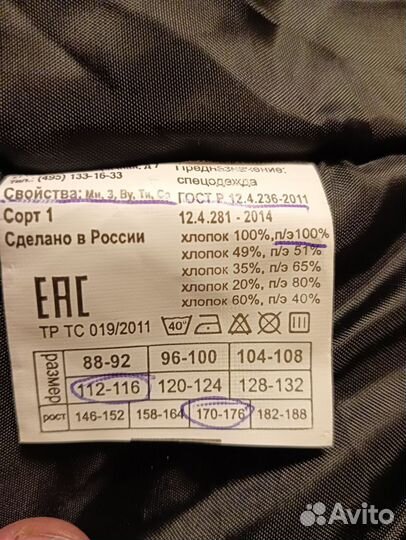 Тел.: (495) 133-16-33
Предназначение:
спецодежда
Свойства: Ми, З, Ву, Ти, Со
ГОСТ Р 12.4.236-2011
Сорт 1
12.4.281 - 2014
Сделано в России
хлопок 100%, п/э100%
хлопок 49%, п/э 51%
хлопок 35%, п/э 65%
хлопок 20%, п/э 80%
хлопок 60%, п/э 40%
EAC
ТР ТС 019/2011
40°
размер
88-92 96-100 104-108
112-116 120-124 128-132
рост 146-152 158-164 170-176 182-188
Avito